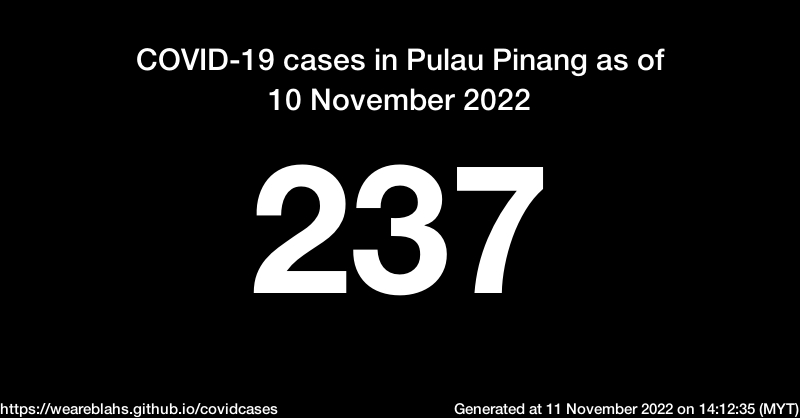 COVID-19 cases in Pulau Pinang as of
10 November 2022
237
https://weareblahs.github.io/covidcases
Generated at 11 November 2022 on 14:12:35 (MYT)